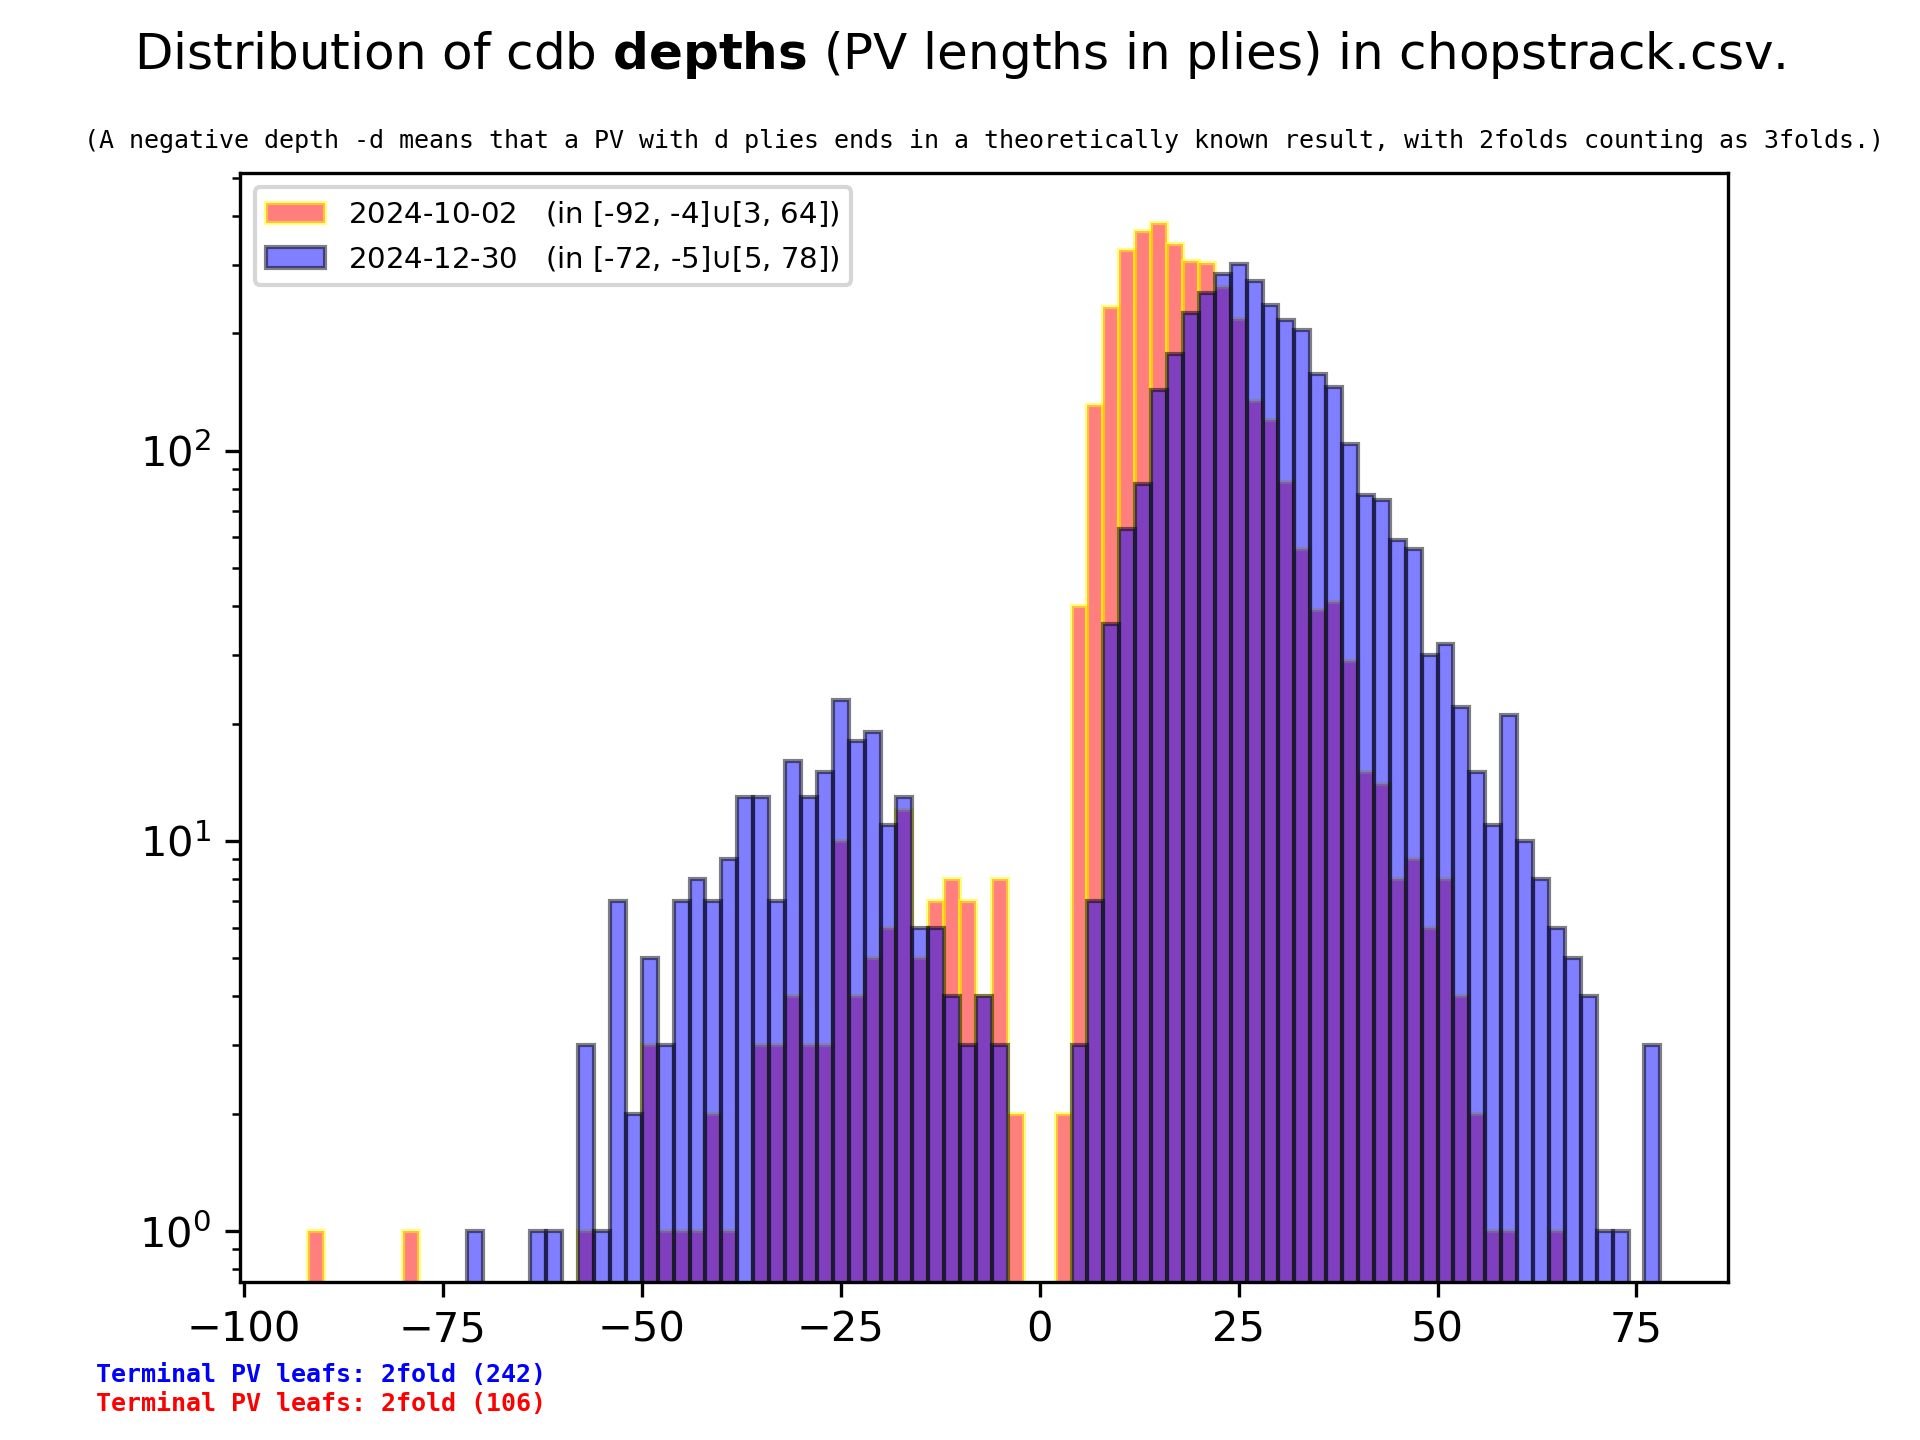 Distribution of cdb depths (PV lengths in plies) in chopstrack.csv.
(A negative depth -d means that a PV with d plies ends in a theoretically known result, with 2folds counting as 3folds.)
2024-10-02 (in [-92, -4]∪[3, 64])
2024-12-30 (in [-72, -5]∪[5, 78])
10²
10¹
10⁰
−100 −75 −50 −25 0 25 50 75
Terminal PV leafs: 2fold (242)
Terminal PV leafs: 2fold (106)